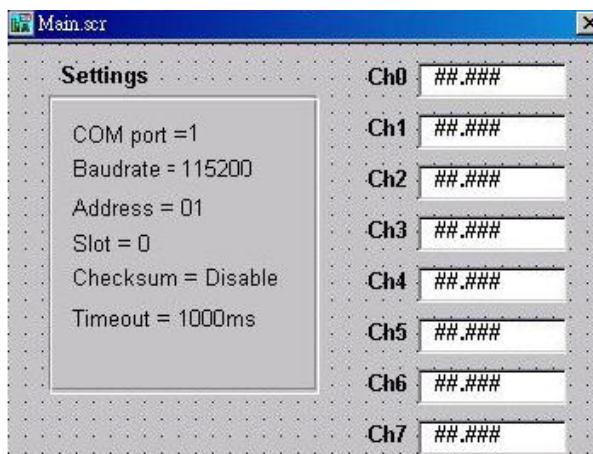 Main.scr
Settings
COM port =1
Baudrate = 115200
Address = 01
Slot = 0
Checksum = Disable
Timeout = 1000ms
Ch0 ##.###
Ch1 ##.###
Ch2 ##.###
Ch3 ##.###
Ch4 ##.###
Ch5 ##.###
Ch6 ##.###
Ch7 ##.###